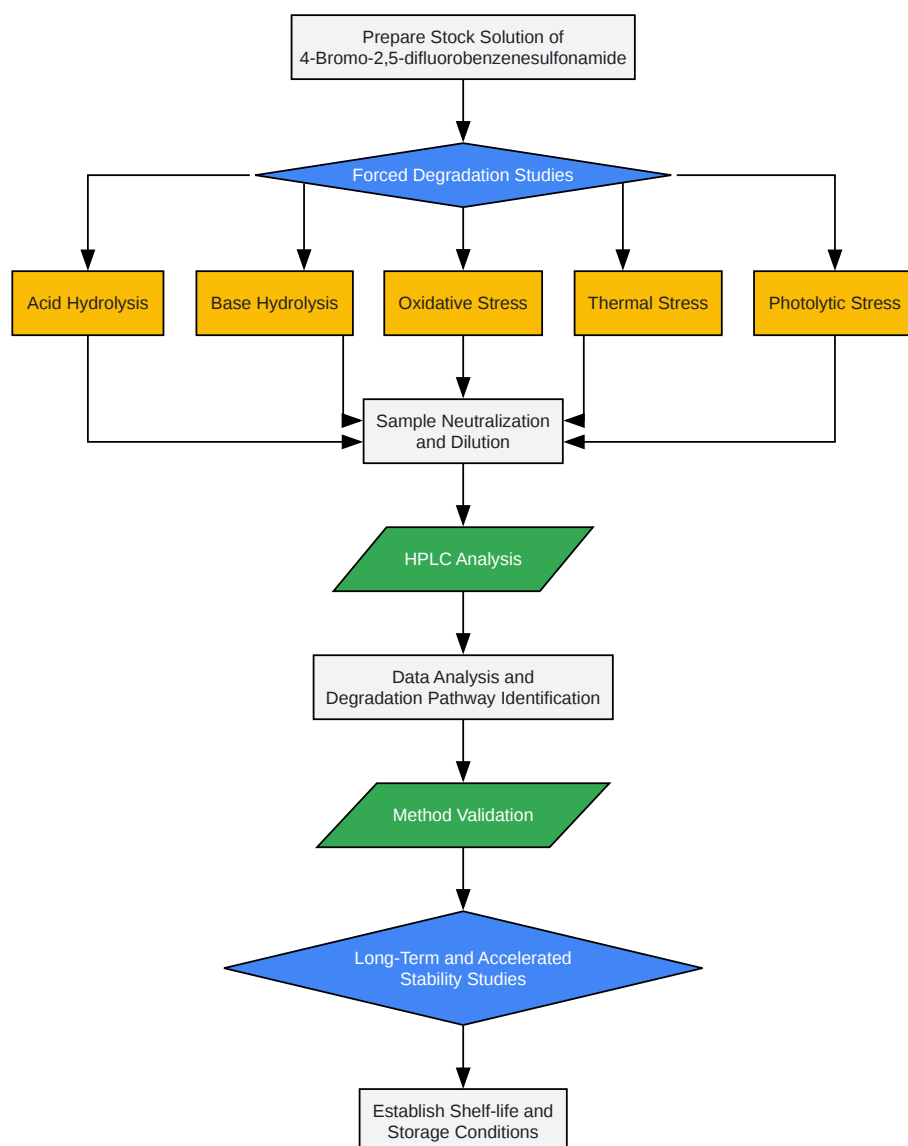 Prepare Stock Solution of
4-Bromo-2,5-difluorobenzenesulfonamide
Forced Degradation Studies
Acid Hydrolysis
Base Hydrolysis
Oxidative Stress
Thermal Stress
Photolytic Stress
Sample Neutralization
and Dilution
HPLC Analysis
Data Analysis and
Degradation Pathway Identification
Method Validation
Long-Term and Accelerated
Stability Studies
Establish Shelf-life and
Storage Conditions